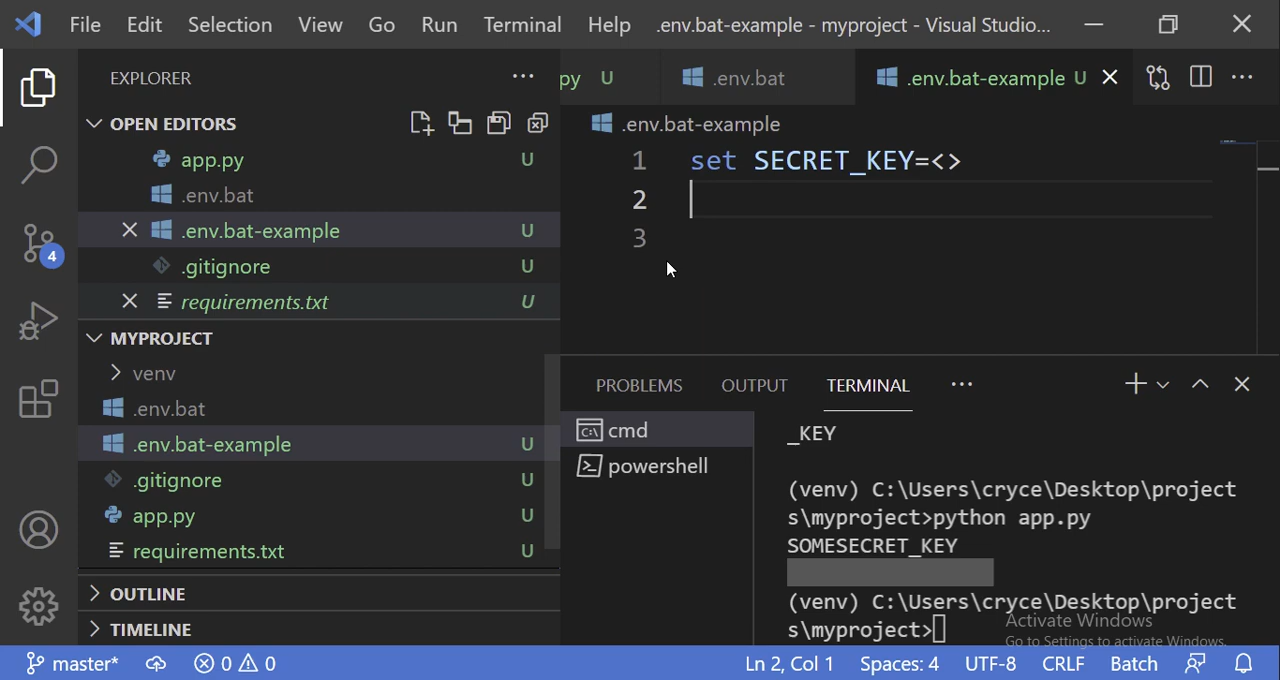 File Edit Selection View Go Run Terminal Help .env.bat-example - myproject - Visual Studio...
EXPLORER
py U .env.bat .env.bat-example U
OPEN EDITORS
app.py U
.env.bat
.env.bat-example U
.gitignore U
requirements.txt U
MYPROJECT
venv
.env.bat
.env.bat-example U
.gitignore U
app.py U
requirements.txt U
OUTLINE
TIMELINE
4
.env.bat-example
1 set SECRET_KEY=<>
2
3
PROBLEMS OUTPUT TERMINAL
cmd
powershell
_KEY
(venv) C:\Users\cryce\Desktop\project
s\myproject>python app.py
SOMESECRET_KEY
(venv) C:\Users\cryce\Desktop\project
s\myproject>
Activate Windows
Go to Settings to activate Windows.
master* 0 0 Ln 2, Col 1 Spaces: 4 UTF-8 CRLF Batch